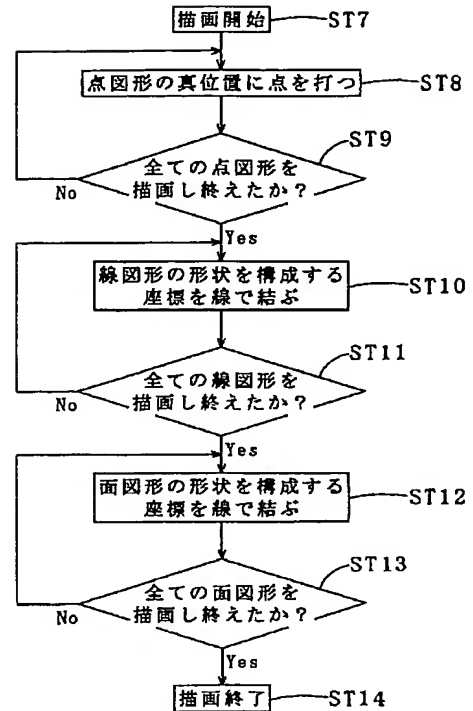 描画開始
ST7
点図形の真位置に点を打つ
ST8
ST9
全ての点図形を
描画し終えたか？
No
Yes
線図形の形状を構成する
座標を線で結ぶ
ST10
ST11
全ての線図形を
描画し終えたか？
No
Yes
面図形の形状を構成する
座標を線で結ぶ
ST12
ST13
全ての面図形を
描画し終えたか？
No
Yes
描画終了
ST14